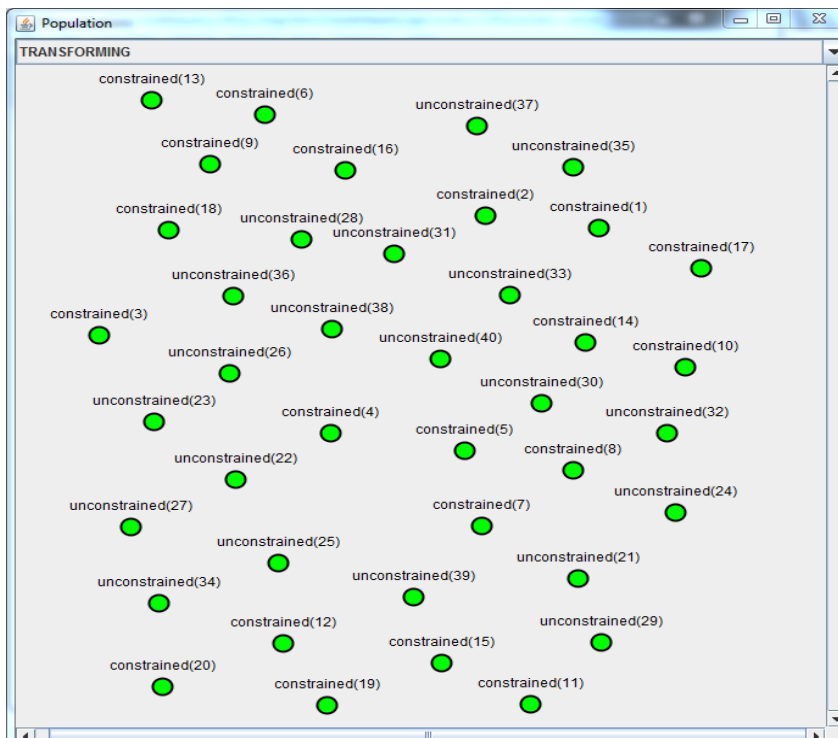 Population
TRANSFORMING
constrained(13)
constrained(6)
unconstrained(37)
constrained(9)
constrained(16)
unconstrained(35)
constrained(2)
constrained(18)
constrained(1)
unconstrained(28)
unconstrained(31)
constrained(17)
unconstrained(36)
unconstrained(33)
constrained(3)
unconstrained(38)
constrained(14)
unconstrained(40)
constrained(10)
unconstrained(26)
unconstrained(30)
unconstrained(23)
constrained(4)
unconstrained(32)
constrained(5)
unconstrained(22)
constrained(8)
unconstrained(24)
unconstrained(27)
constrained(7)
unconstrained(25)
unconstrained(21)
unconstrained(34)
unconstrained(39)
constrained(12)
unconstrained(29)
constrained(15)
constrained(20)
constrained(19)
constrained(11)